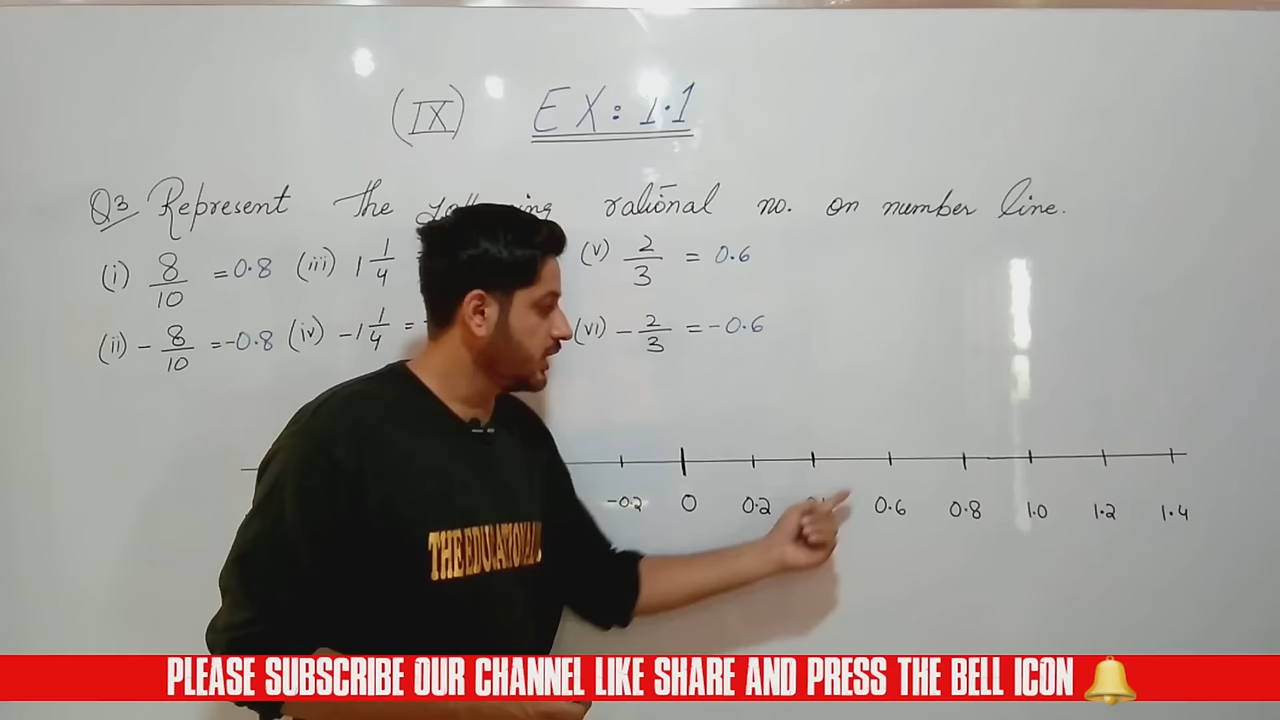 (IX) EX: 1.1
Q3 Represent the rational no. on number line.
(i) 8/10 = 0.8 (iii) 1 1/4 (v) 2/3 = 0.6
(ii) - 8/10 = -0.8 (iv) -1 1/4 = (vi) - 2/3 = -0.6
-0.2 0 0.2 0.6 0.8 1.0 1.2 1.4
THE EDUCATIONAL
PLEASE SUBSCRIBE OUR CHANNEL LIKE SHARE AND PRESS THE BELL ICON